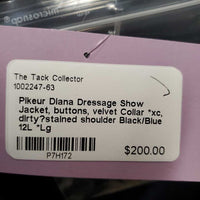 microsnap
The Tack Collector
1002247-63
Pikeur Diana Dressage Show
Jacket, buttons, velvet Collar *xc,
dirty?stained shoulder Black/Blue
12L *Lg
$200.00
P7H172